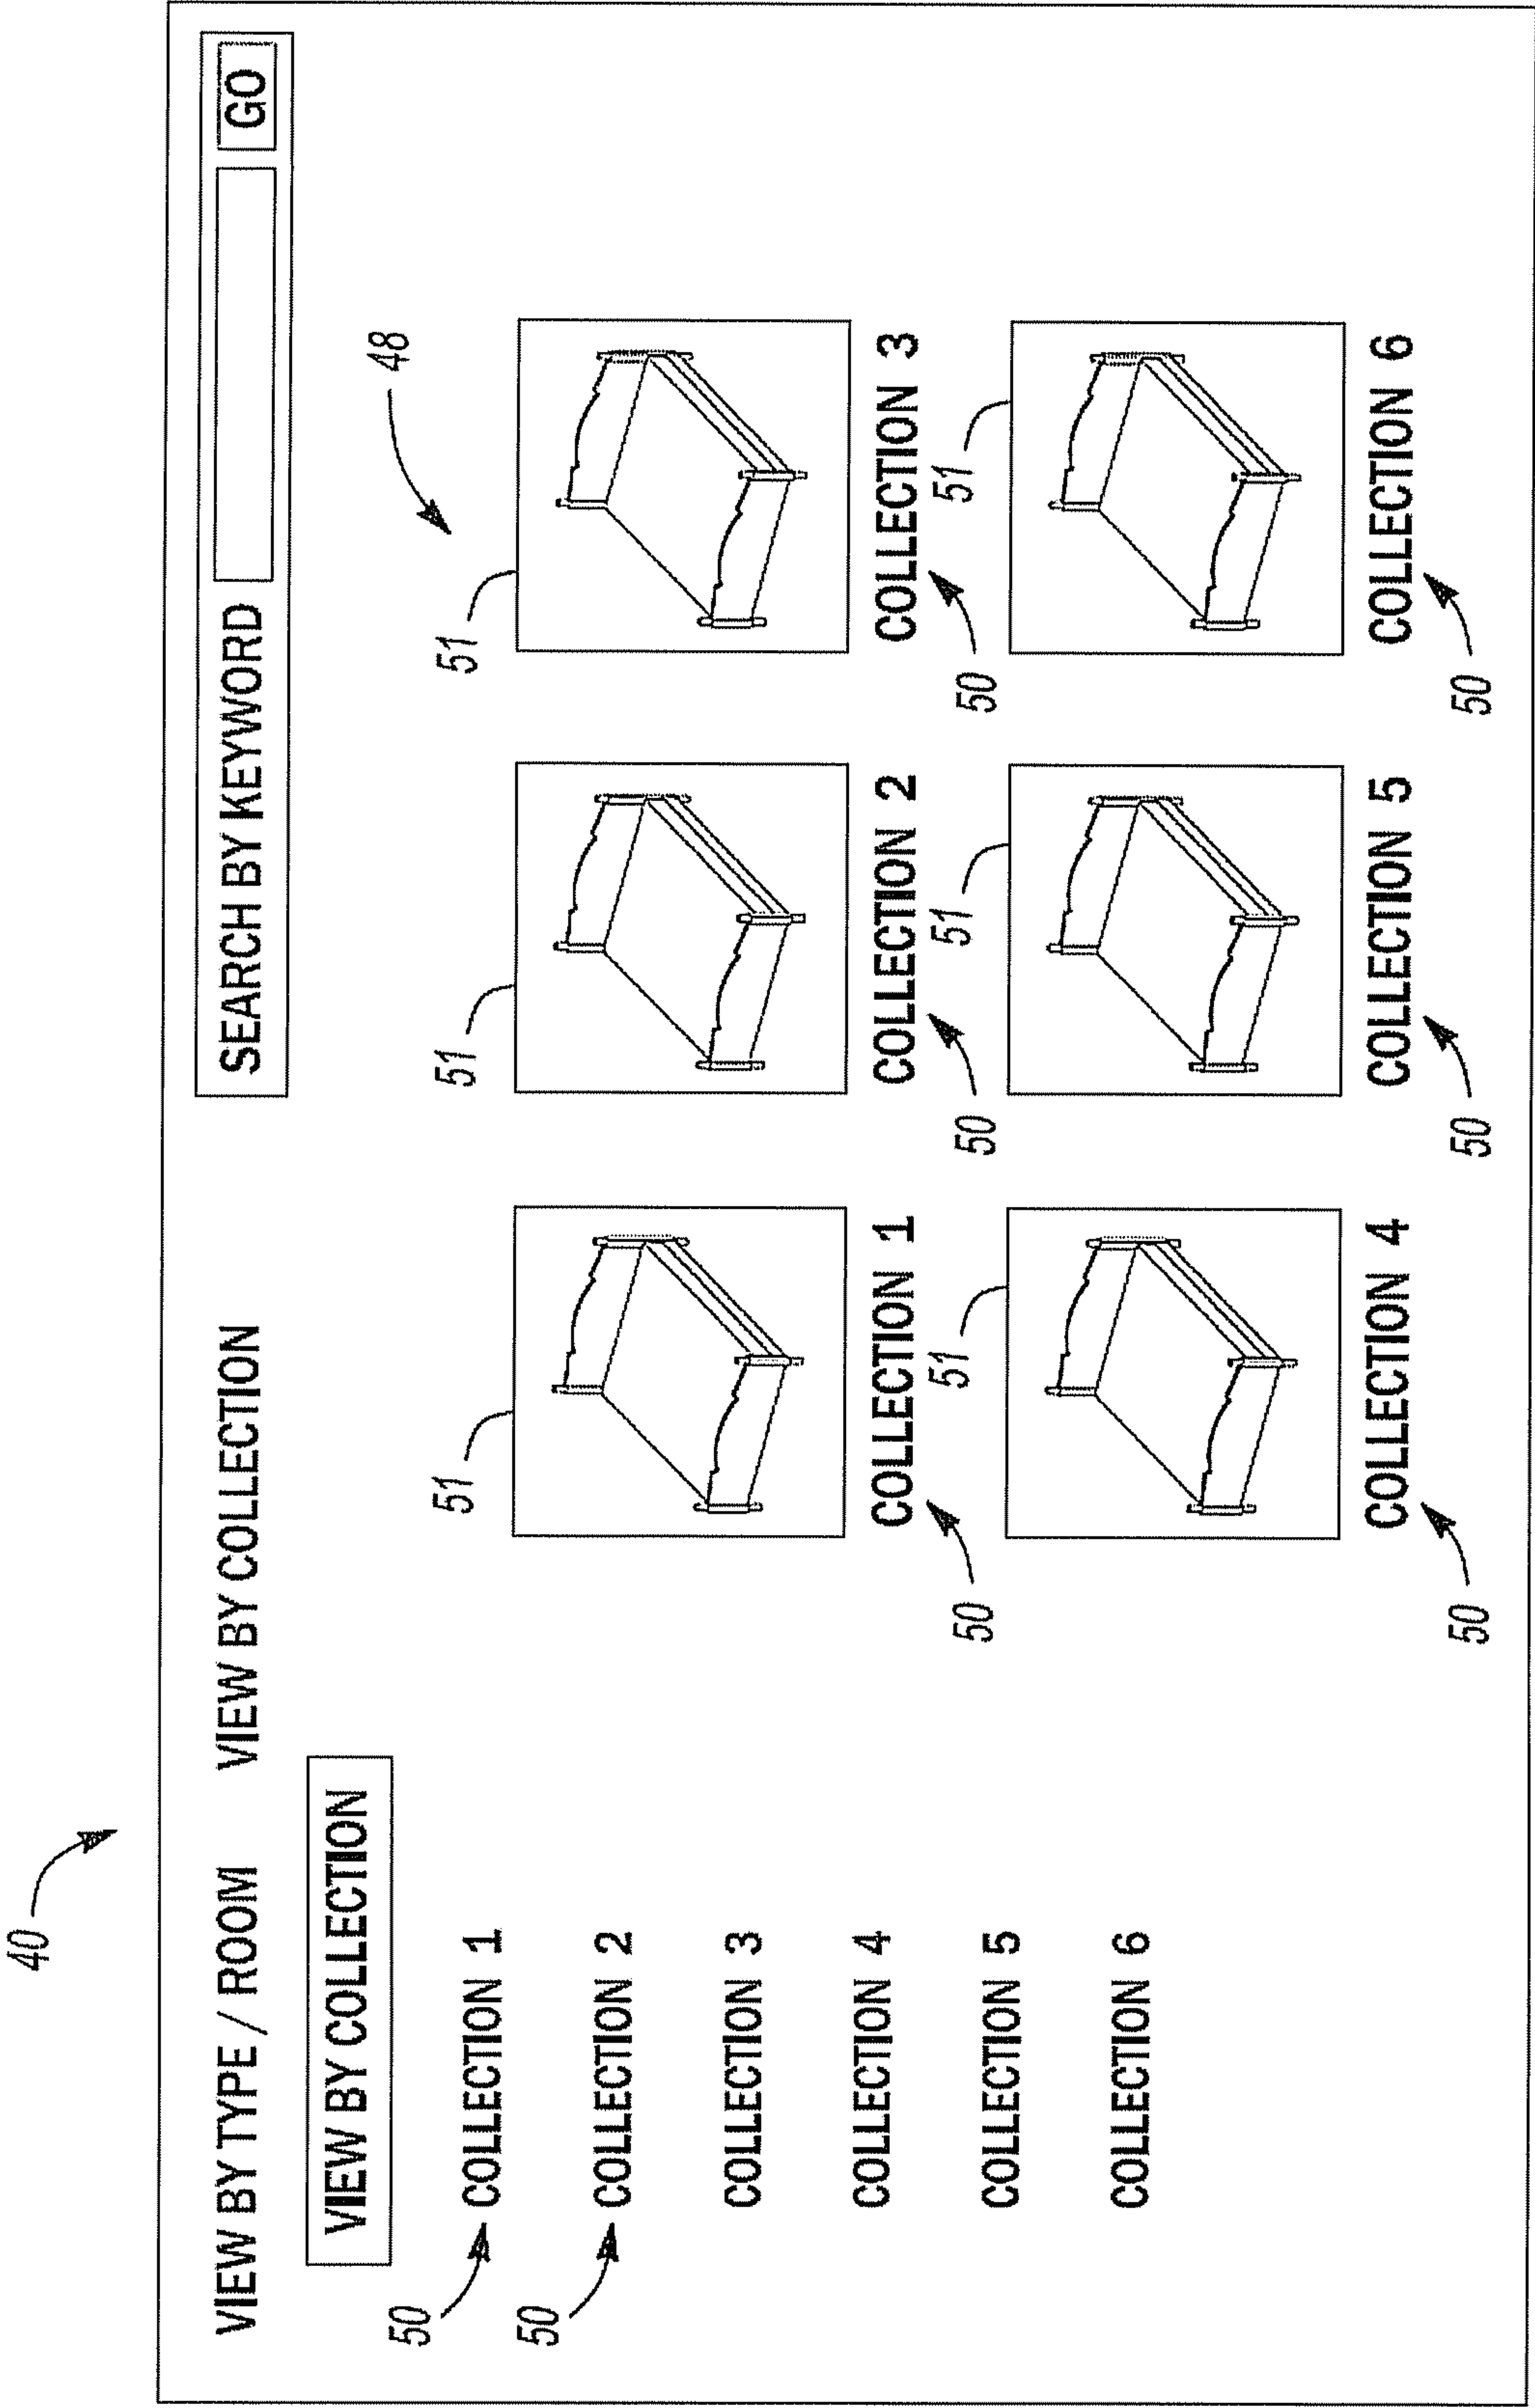 40
VIEW BY TYPE / ROOM VIEW BY COLLECTION SEARCH BY KEYWORD GO
VIEW BY COLLECTION
48
50 COLLECTION 1
50 COLLECTION 2
COLLECTION 3
COLLECTION 4
COLLECTION 5
COLLECTION 6
51 51 51
COLLECTION 1 COLLECTION 2 COLLECTION 3
50 50 50
51 51 51
COLLECTION 4 COLLECTION 5 COLLECTION 6
50 50 50